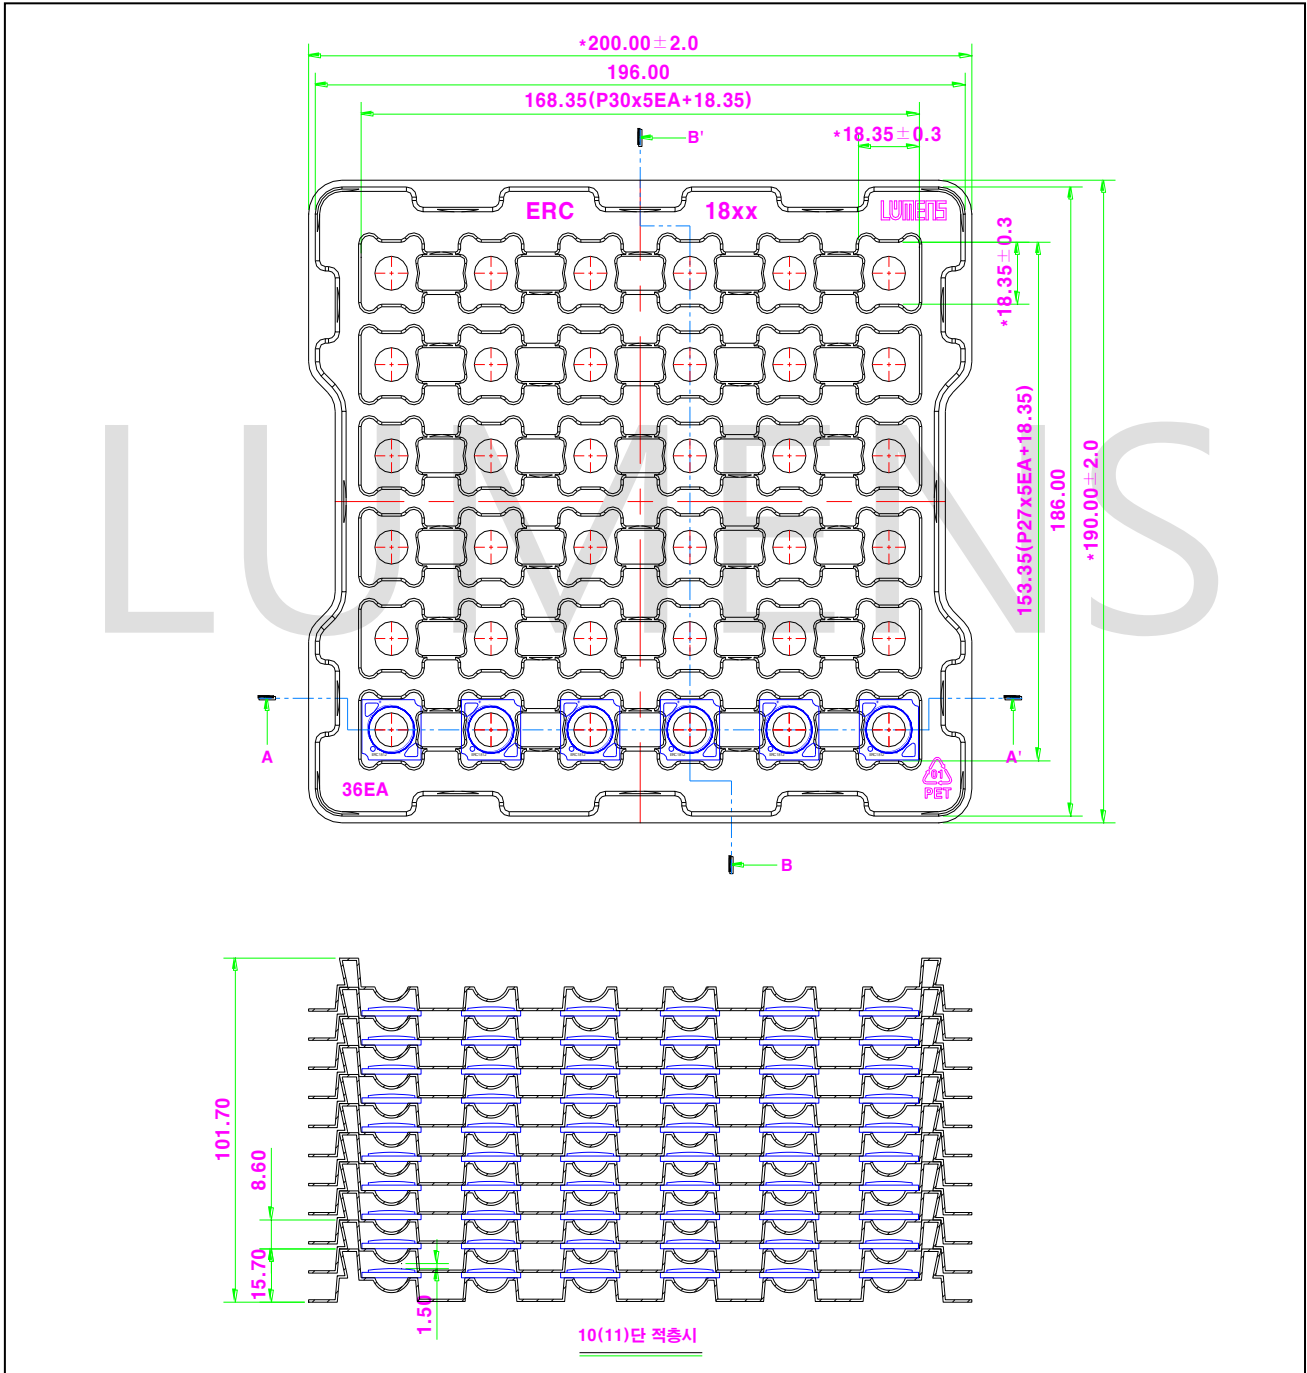 *200.00±2.0
196.00
168.35(P30x5EA+18.35)
*18.35±0.3
B'
ERC 18xx LUMENS
*18.35±0.3
153.35(P27x5EA+18.35)
186.00
*190.00±2.0
LUMENS
A
A'
36EA
01
PET
B
101.70
8.60
15.70
1.50
10(11)단 적층시